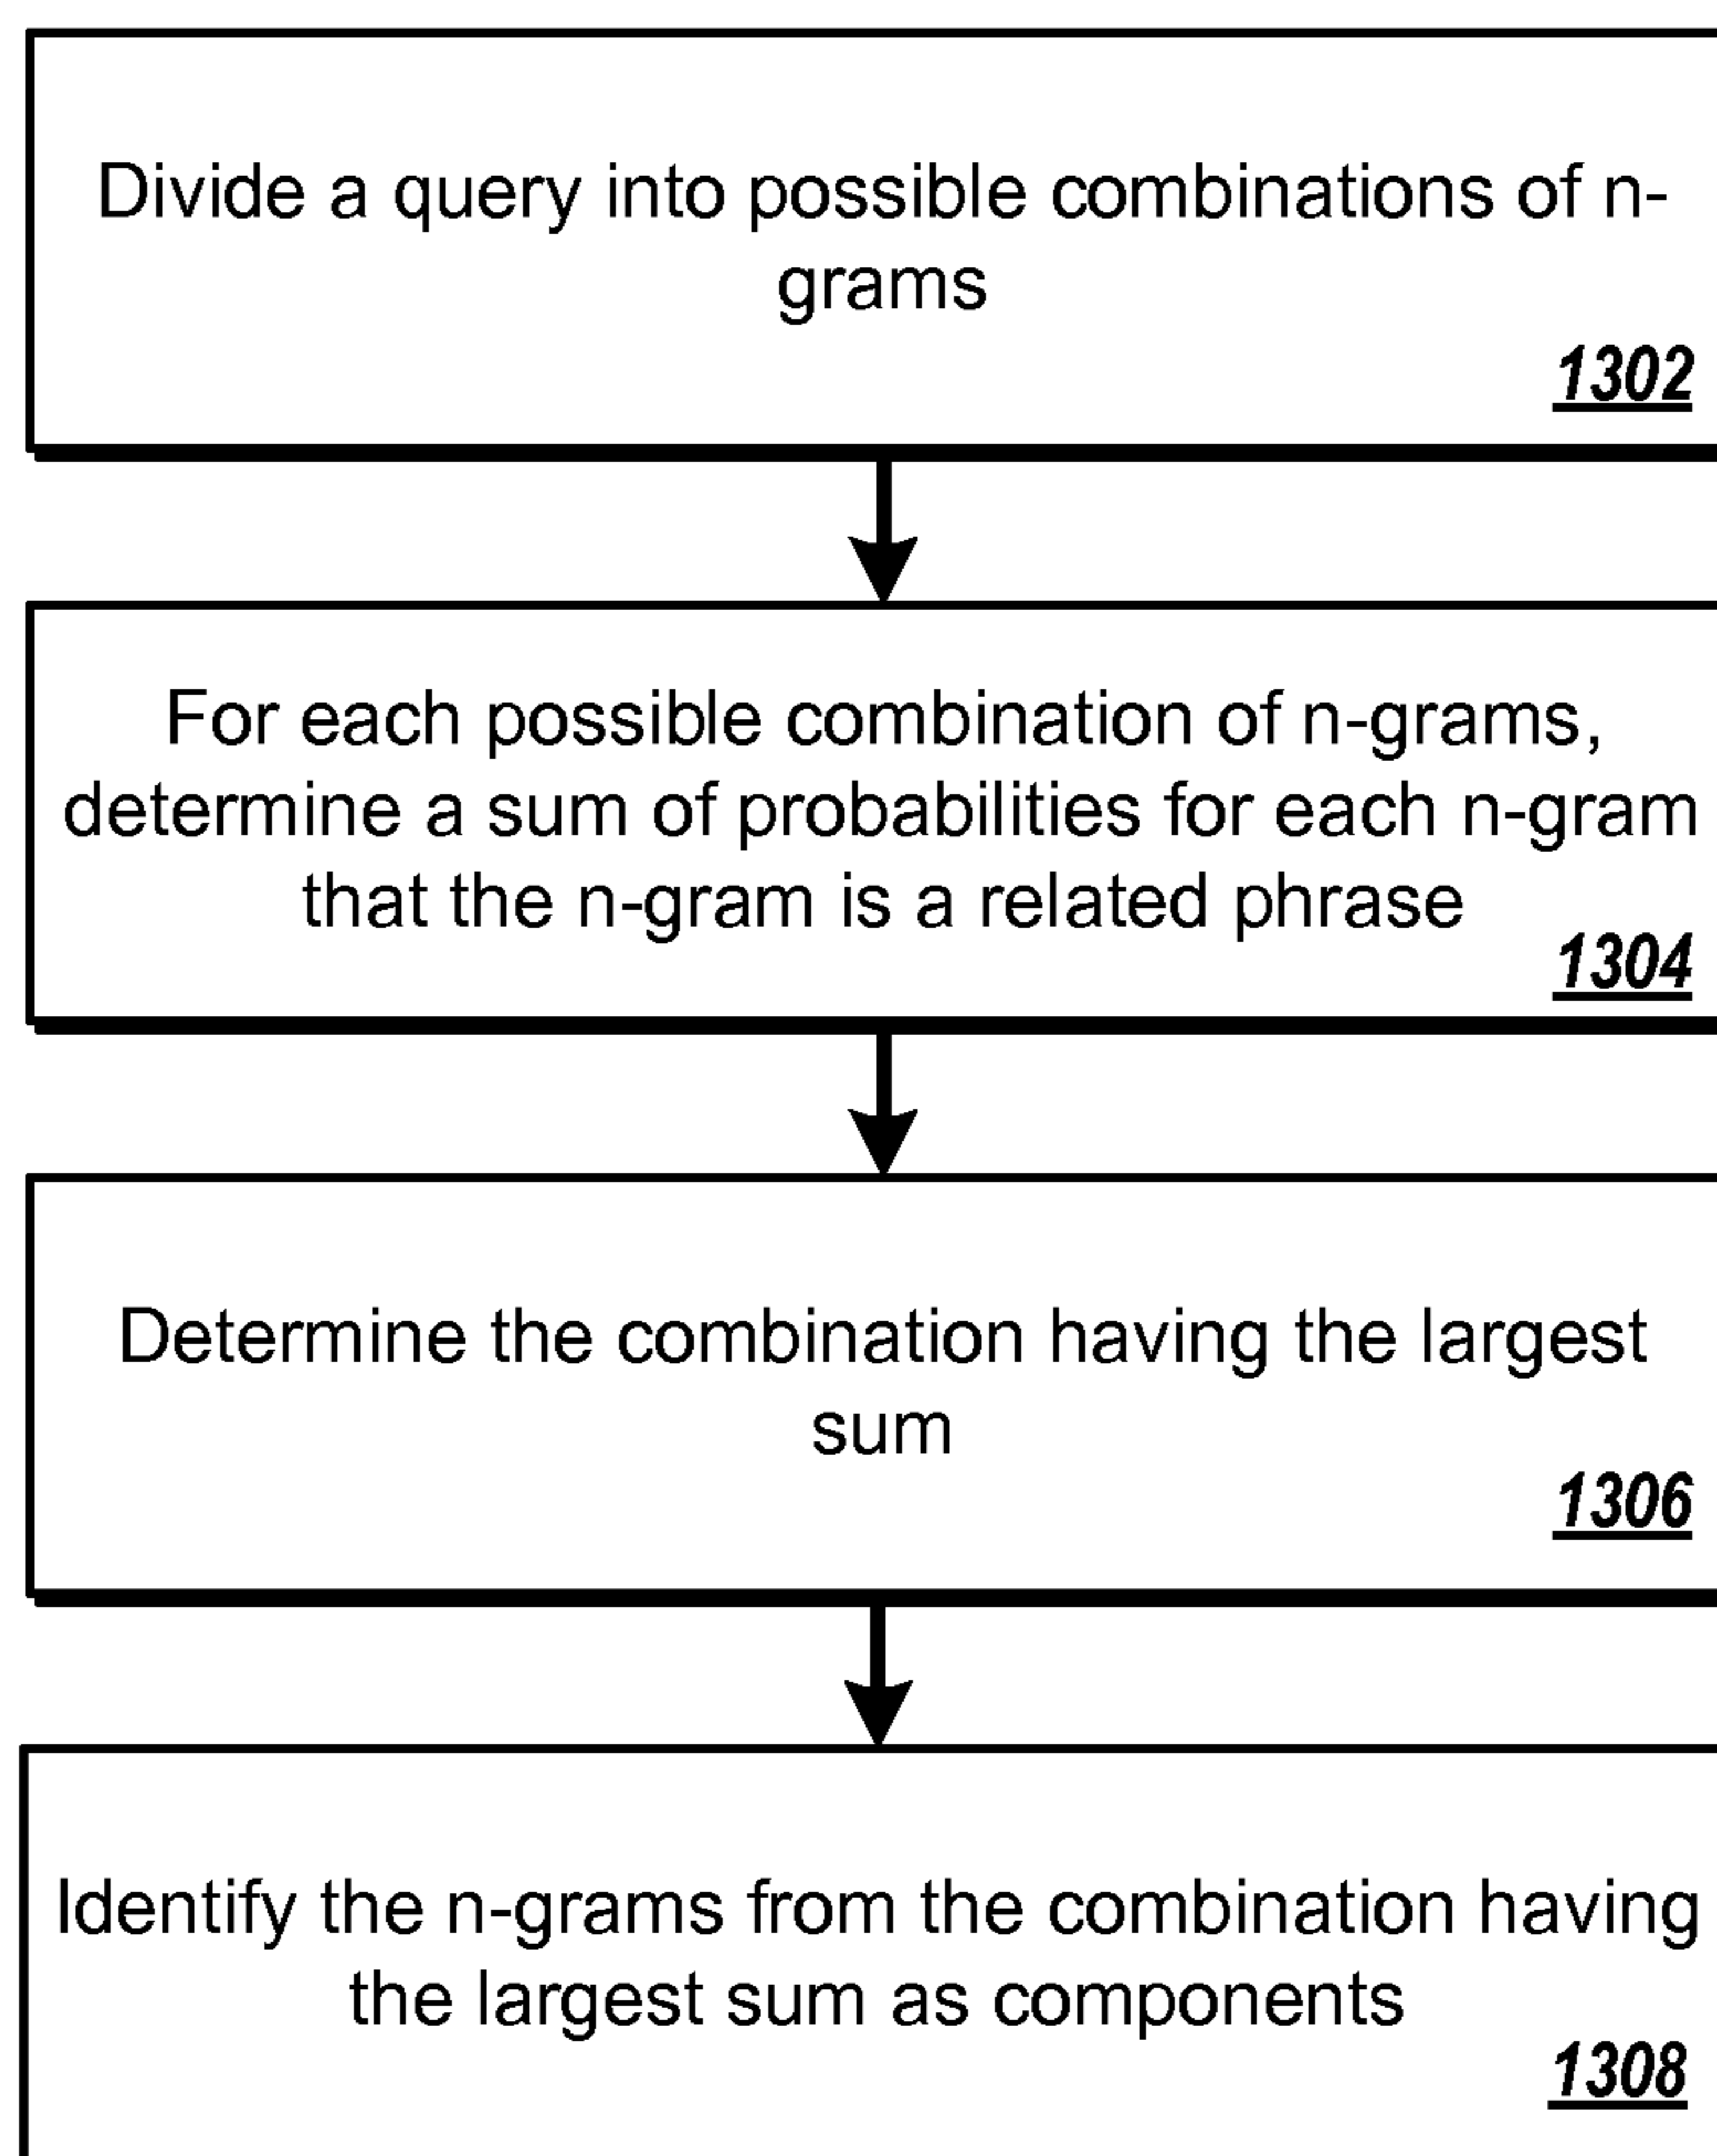 Divide a query into possible combinations of n-
grams
1302
For each possible combination of n-grams,
determine a sum of probabilities for each n-gram
that the n-gram is a related phrase
1304
Determine the combination having the largest
sum
1306
Identify the n-grams from the combination having
the largest sum as components
1308